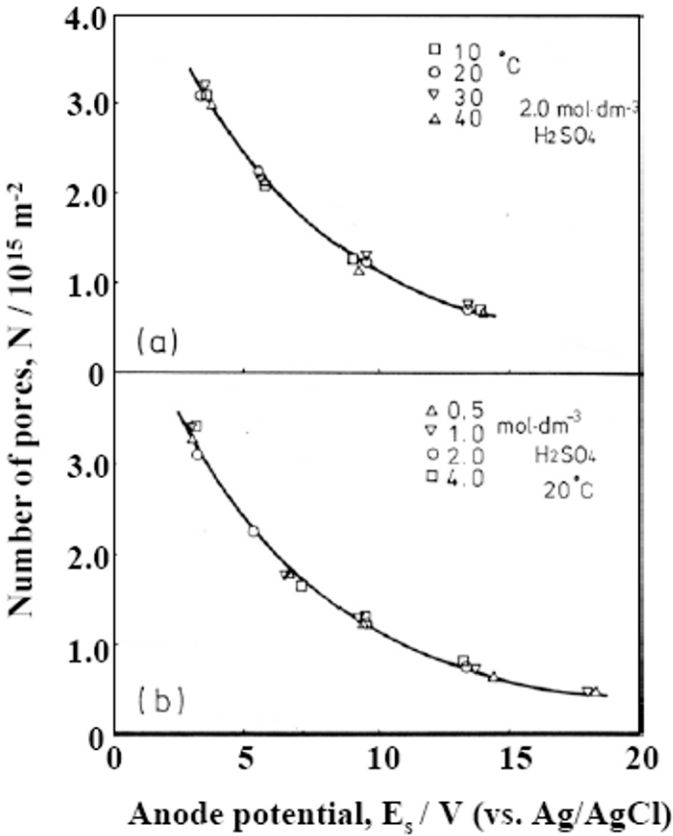 Number of pores, N / 10¹⁵ m⁻²
4.0
3.0
2.0
1.0
0
□ 10 °C
○ 20
▽ 30
△ 40
2.0 mol·dm⁻³
H₂SO₄
(a)
3.0
2.0
1.0
0
△ 0.5
▽ 1.0
○ 2.0
□ 4.0
mol·dm⁻³
H₂SO₄
20°C
(b)
0 5 10 15 20
Anode potential, Eₛ / V (vs. Ag/AgCl)